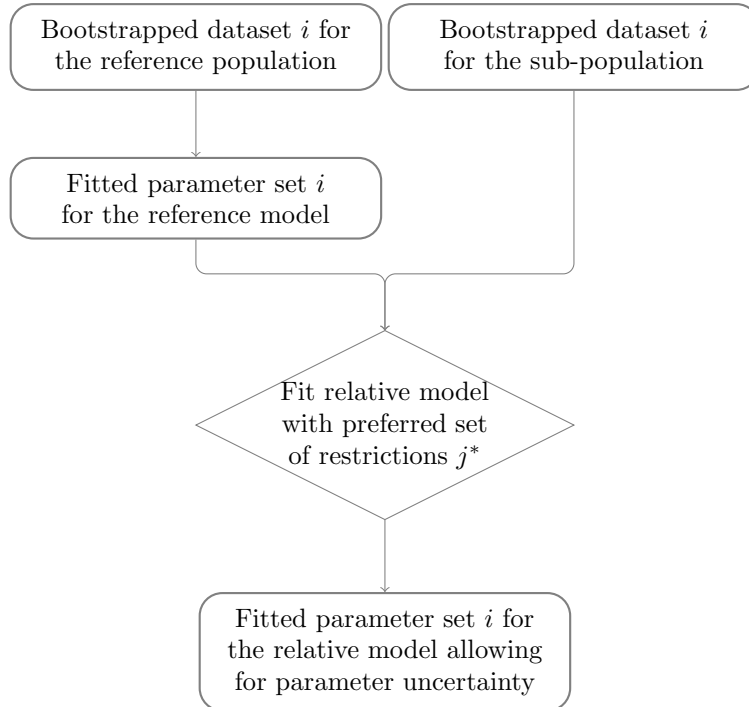 Bootstrapped dataset i for
the reference population
Bootstrapped dataset i
for the sub-population
Fitted parameter set i
for the reference model
Fit relative model
with preferred set
of restrictions j*
Fitted parameter set i for
the relative model allowing
for parameter uncertainty